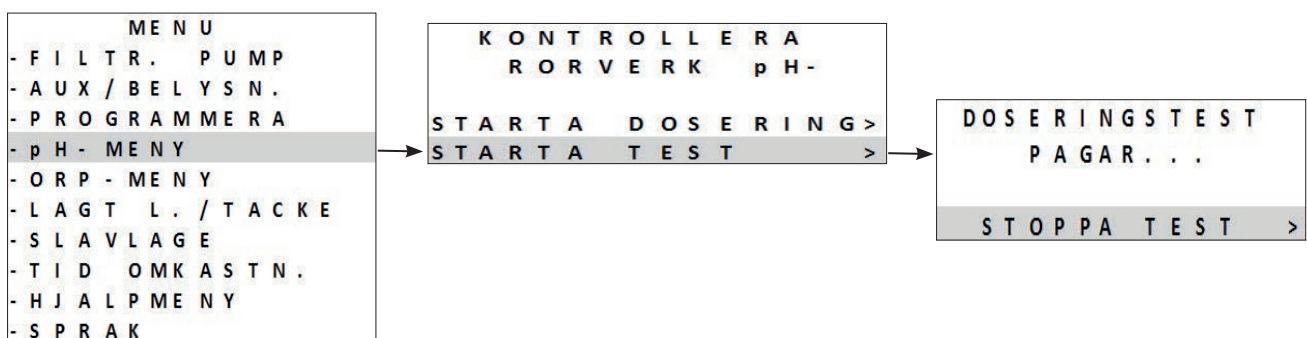 MENU
-FILTR. PUMP
-AUX/BELYSN.
-PROGRAMMERA
-pH-MENY
-ORP-MENY
-LAGT L./TACKE
-SLAVLAGE
-TID OMKASTN.
-HJALPMENY
-SPRAK
KONTROLLERA
RORVERK pH-
STARTA DOSERING>
STARTA TEST >
DOSERINGSTEST
PAGAR...
STOPPA TEST >